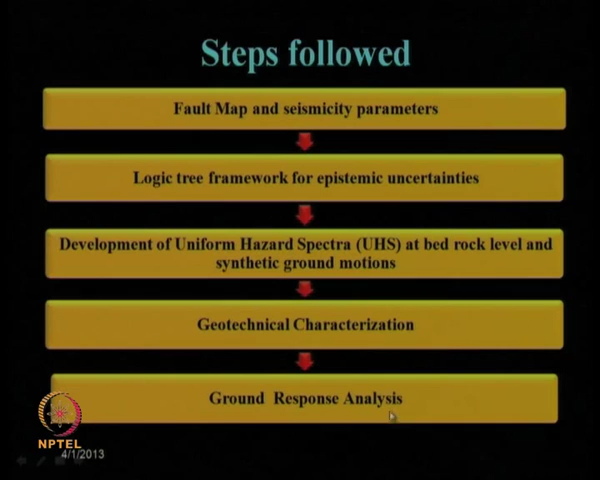 Steps followed
Fault Map and seismicity parameters
Logic tree framework for epistemic uncertainties
Development of Uniform Hazard Spectra (UHS) at bed rock level and
synthetic ground motions
Geotechnical Characterization
Ground Response Analysis
NPTEL
4/1/2013